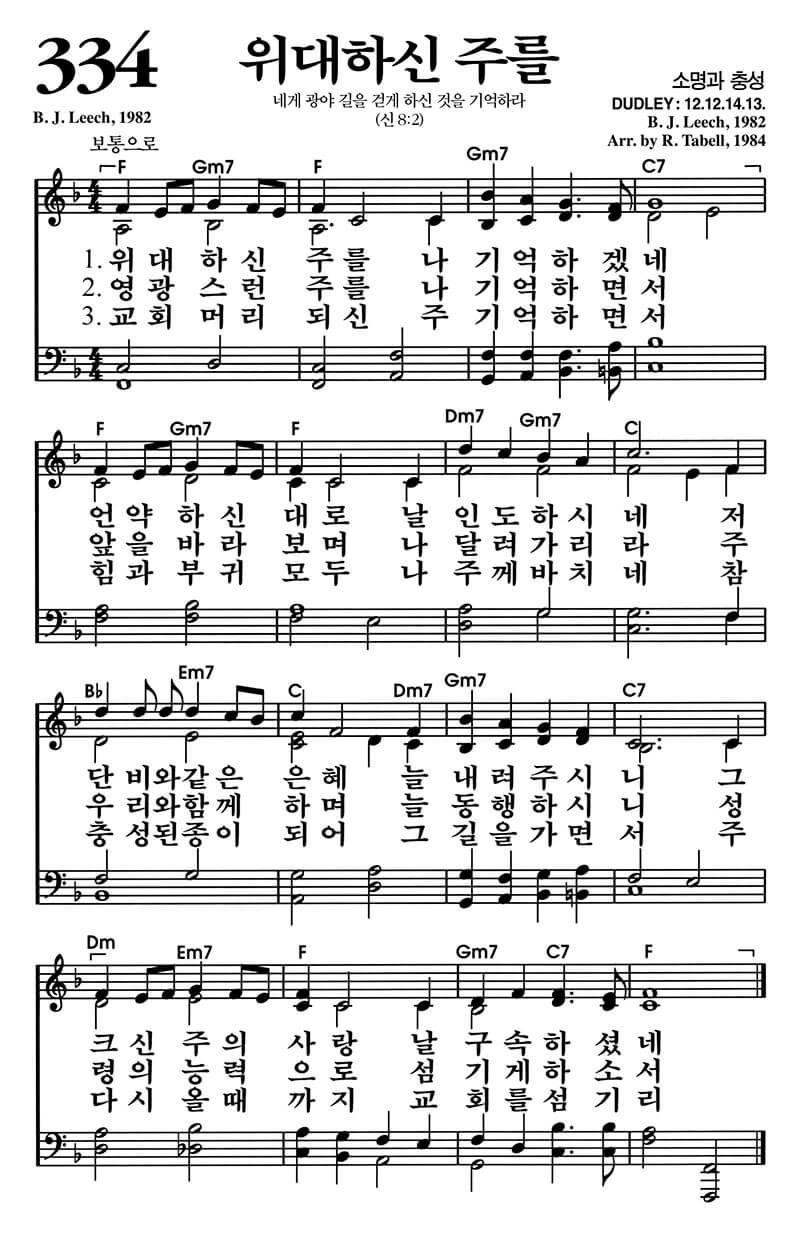 334
위대하신 주를
소명과 충성
네게 광야 길을 걷게 하신 것을 기억하라
DUDLEY : 12.12.14.13.
B. J. Leech, 1982
(신 8:2)
B. J. Leech, 1982
보통으로
Arr. by R. Tabell, 1984
F Gm7 F Gm7 C7
4 4
1. 위 대 하 신 주 를 나 기 억 하 겠 네
2. 영 광 스 런 주 를 나 기 억 하 면 서
3. 교 회 머 리 되 신 주 기 억 하 면 서
4 4
F Gm7 F Dm7 Gm7 C
언 약 하 신 대 로 날 인 도 하 시 네 저
앞 을 바 라 보 며 나 달 려 가 리 라 주
힘 과 부 귀 모 두 나 주 께 바 치 네 참
B♭ Em7 C Dm7 Gm7 C7
단 비 와 같 은 은 혜 늘 내 려 주 시 니 그
우 리 와 함 께 하 며 늘 동 행 하 시 니 성
충 성 된 종 이 되 어 그 길 을 가 면 서 주
Dm Em7 F Gm7 C7 F
크 신 주 의 사 랑 날 구 속 하 셨 네
령 의 능 력 으 로 섬 기 게 하 소 서
다 시 올 때 까 지 교 회 를 섬 기 리